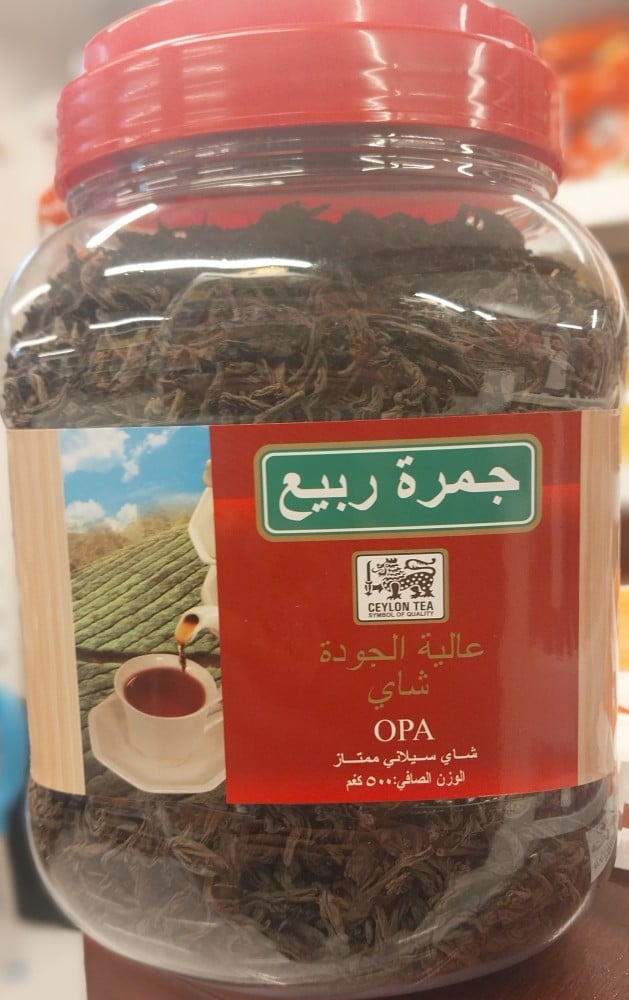 جمرة ربيع
CEYLON TEA
SYMBOL OF QUALITY
عالية الجودة
شاي
OPA
شاي سيلاني ممتاز
الوزن الصافي: ٥٠٠ كغم